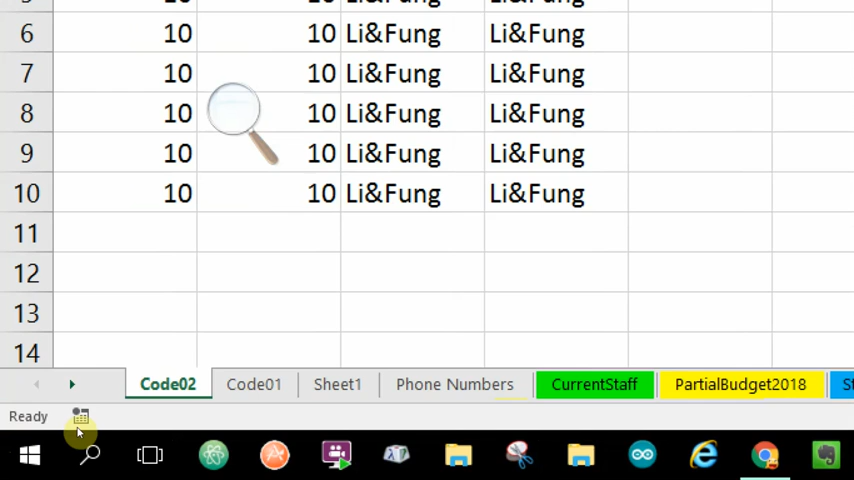 6 10 10 Li&Fung Li&Fung
7 10 10 Li&Fung Li&Fung
8 10 10 Li&Fung Li&Fung
9 10 10 Li&Fung Li&Fung
10 10 10 Li&Fung Li&Fung
11
12
13
14
Code02 Code01 Sheet1 Phone Numbers CurrentStaff PartialBudget2018 St
Ready